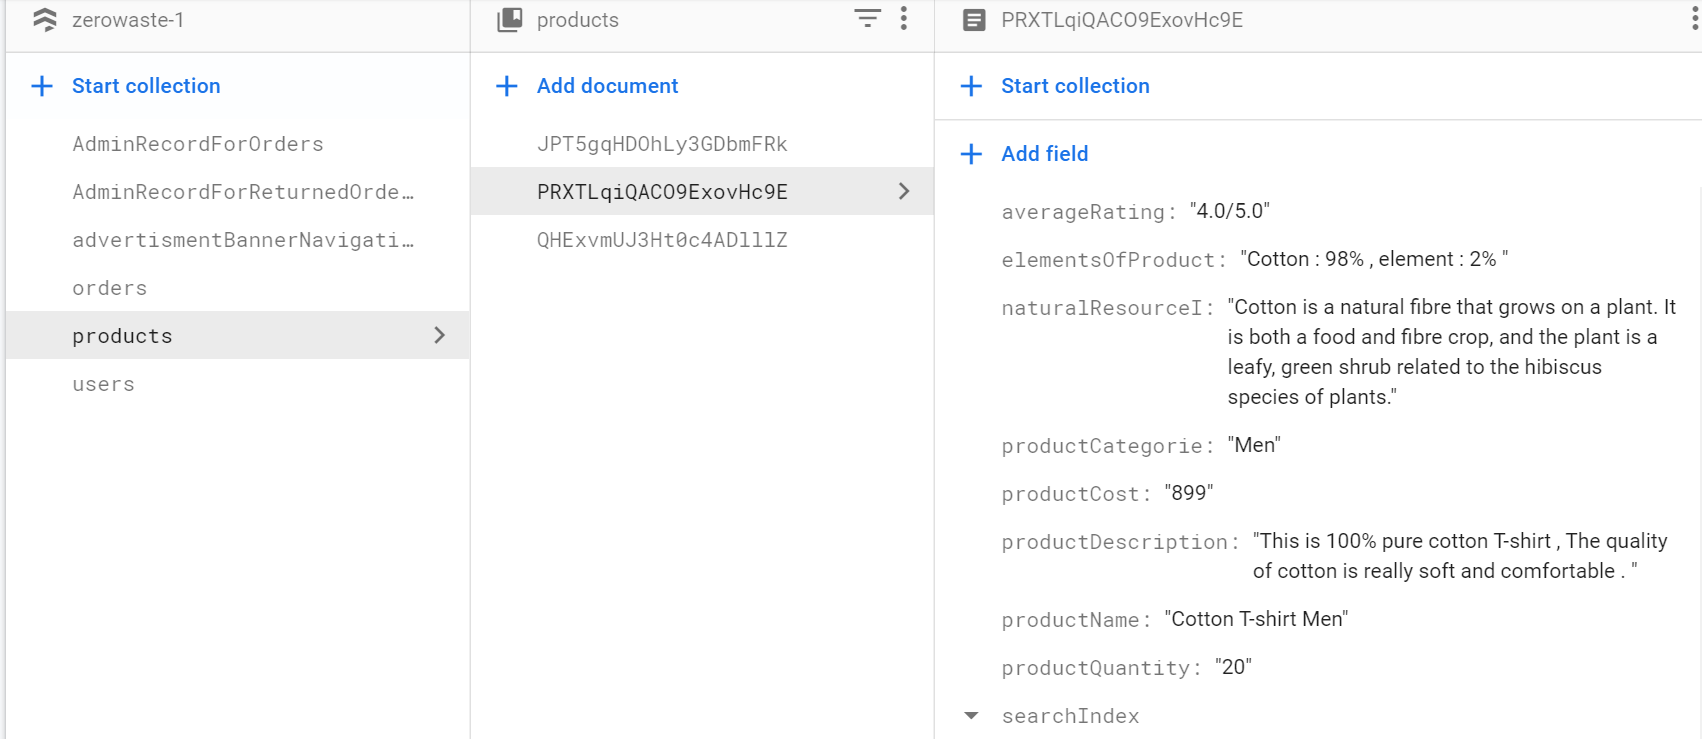 zerowaste-1
Start collection
AdminRecordForOrders
AdminRecordForReturnedOrde…
advertismentBannerNavigati…
orders
products
users
products
Add document
JPT5gqHDOhLy3GDbmFRk
PRXTLqiQACO9ExovHc9E
QHExvmUJ3Ht0c4ADlllZ
PRXTLqiQACO9ExovHc9E
Start collection
Add field
averageRating: "4.0/5.0"
elementsOfProduct: "Cotton : 98% , element : 2% "
naturalResourceI: "Cotton is a natural fibre that grows on a plant. It
is both a food and fibre crop, and the plant is a
leafy, green shrub related to the hibiscus
species of plants."
productCategorie: "Men"
productCost: "899"
productDescription: "This is 100% pure cotton T-shirt , The quality
of cotton is really soft and comfortable . "
productName: "Cotton T-shirt Men"
productQuantity: "20"
searchIndex